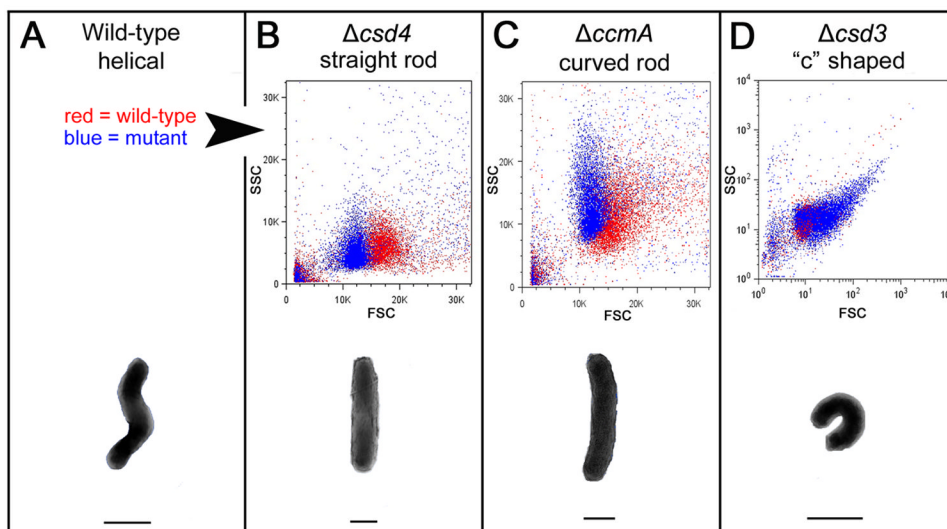 A
Wild-type
helical
red = wild-type
blue = mutant
B
Δcsd4
straight rod
30K
20K
SSC
10K
0
0 10K 20K 30K
FSC
C
ΔccmA
curved rod
30K
20K
SSC
10K
0
0 10K 20K 30K
FSC
D
Δcsd3
“c” shaped
10⁴
10³
SSC
10²
10¹
10⁰
10⁰ 10¹ 10² 10³ 10
FSC